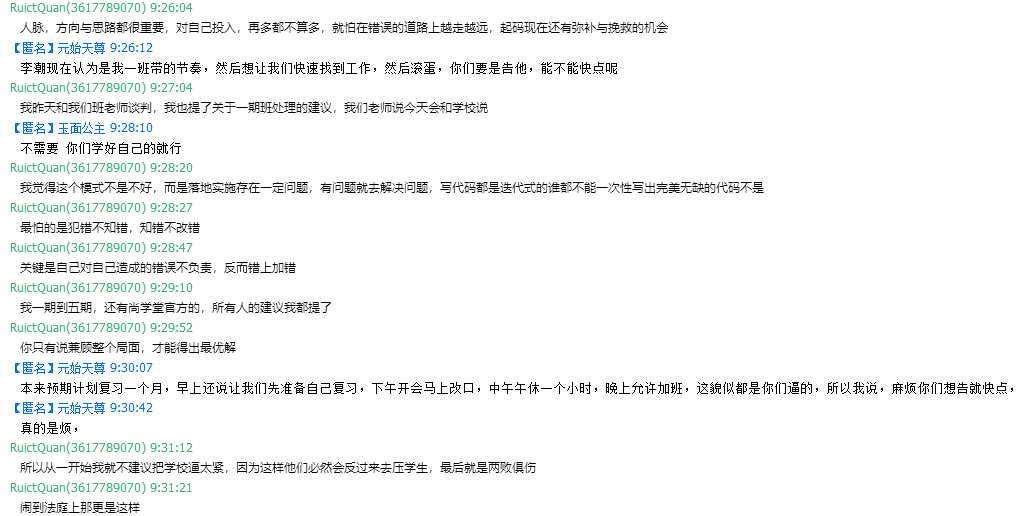 RuictQuan(3617789070) 9:26:04
人脉，方向与思路都很重要，对自己投入，再多都不算多，就怕在错误的道路上越走越远，起码现在还有弥补与挽救的机会
【匿名】元始天尊 9:26:12
李潮现在认为是我一班带的节奏，然后想让我们快速找到工作，然后滚蛋，你们要是告他，能不能快点呢
RuictQuan(3617789070) 9:27:04
我昨天和我们班老师谈判，我也提了关于一期班处理的建议，我们老师说今天会和学校说
【匿名】玉面公主 9:28:10
不需要 你们学好自己的就行
RuictQuan(3617789070) 9:28:20
我觉得这个模式不是不好，而是落地实施存在一定问题，有问题就去解决问题，写代码都是迭代式的谁都不能一次性写出完美无缺的代码不是
RuictQuan(3617789070) 9:28:27
最怕的是犯错不知错，知错不改错
RuictQuan(3617789070) 9:28:47
关键是自己对自己造成的错误不负责，反而错上加错
RuictQuan(3617789070) 9:29:10
我一期到五期，还有尚学堂官方的，所有人的建议我都提了
RuictQuan(3617789070) 9:29:52
你只有说兼顾整个局面，才能得出最优解
【匿名】元始天尊 9:30:07
本来预期计划复习一个月，早上还说让我们先准备自己复习，下午开会马上改口，中午午休一个小时，晚上允许加班，这貌似都是你们逼的，所以我说，麻烦你们想告就快点，
【匿名】元始天尊 9:30:42
真的是烦，
RuictQuan(3617789070) 9:31:12
所以从一开始我就不建议把学校逼太紧，因为这样他们必然会反过来去压学生，最后就是两败俱伤
RuictQuan(3617789070) 9:31:21
闹到法庭上那更是这样